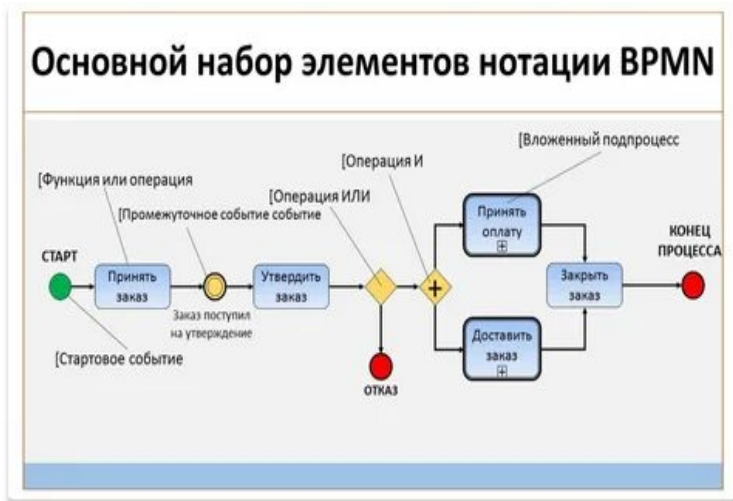 Основной набор элементов нотации BPMN
[Вложенный подпроцесс
[Операция И
[Функция или операция
[Операция ИЛИ
[Промежуточное событие событие
Принять
оплату
КОНЕЦ
ПРОЦЕССА
СТАРТ
Принять
заказ
Утвердить
заказ
Закрыть
заказ
Заказ поступил
на утверждение
Доставить
заказ
[Стартовое событие
ОТКАЗ